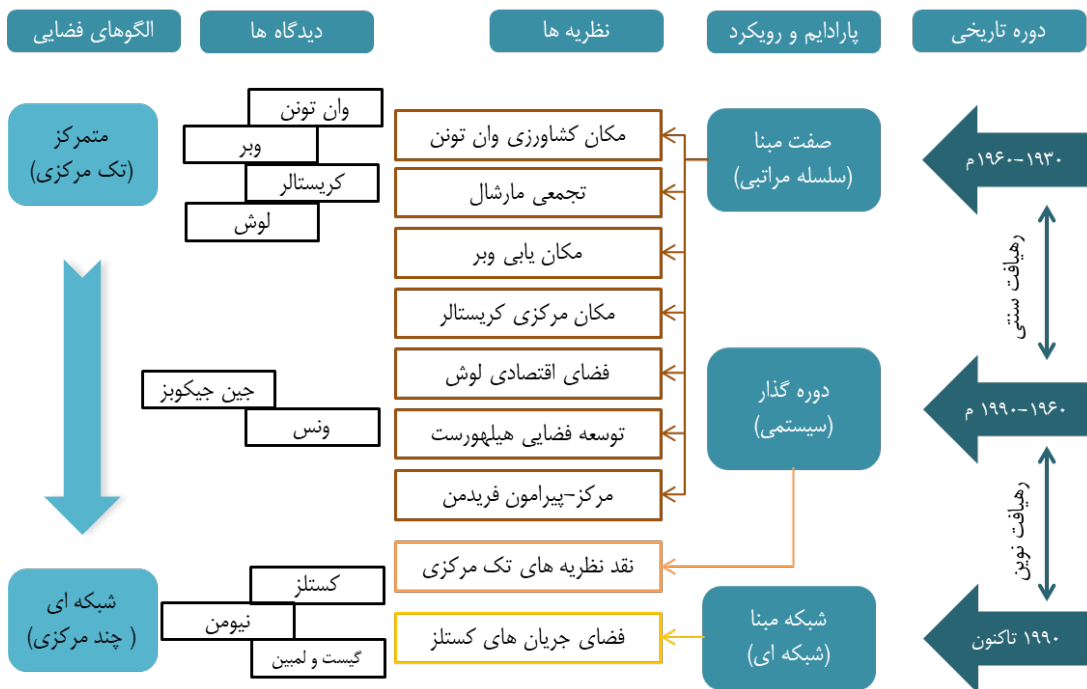 دوره تاریخی
پارادایم و رویکرد
نظریه ها
دیدگاه ها
الگوهای فضایی
۱۹۳۰-۱۹۶۰م
رهیافت سنتی
۱۹۶۰-۱۹۹۰ م
رهیافت نوین
۱۹۹۰ تاکنون
صفت مبنا
(سلسله مراتبی)
دوره گذار
(سیستمی)
شبکه مبنا
(شبکه ای)
مکان کشاورزی وان تونن
تجمعی مارشال
مکان یابی وبر
مکان مرکزی کریستالر
فضای اقتصادی لوش
توسعه فضایی هیلهورست
مرکز-پیرامون فریدمن
نقد نظریه های تک مرکزی
فضای جریان های کستلز
وان تونن
وبر
کریستالر
لوش
جین جیکوبز
ونس
کستلز
نیومن
گیست و لمبین
متمرکز
(تک مرکزی)
شبکه ای
( چند مرکزی)